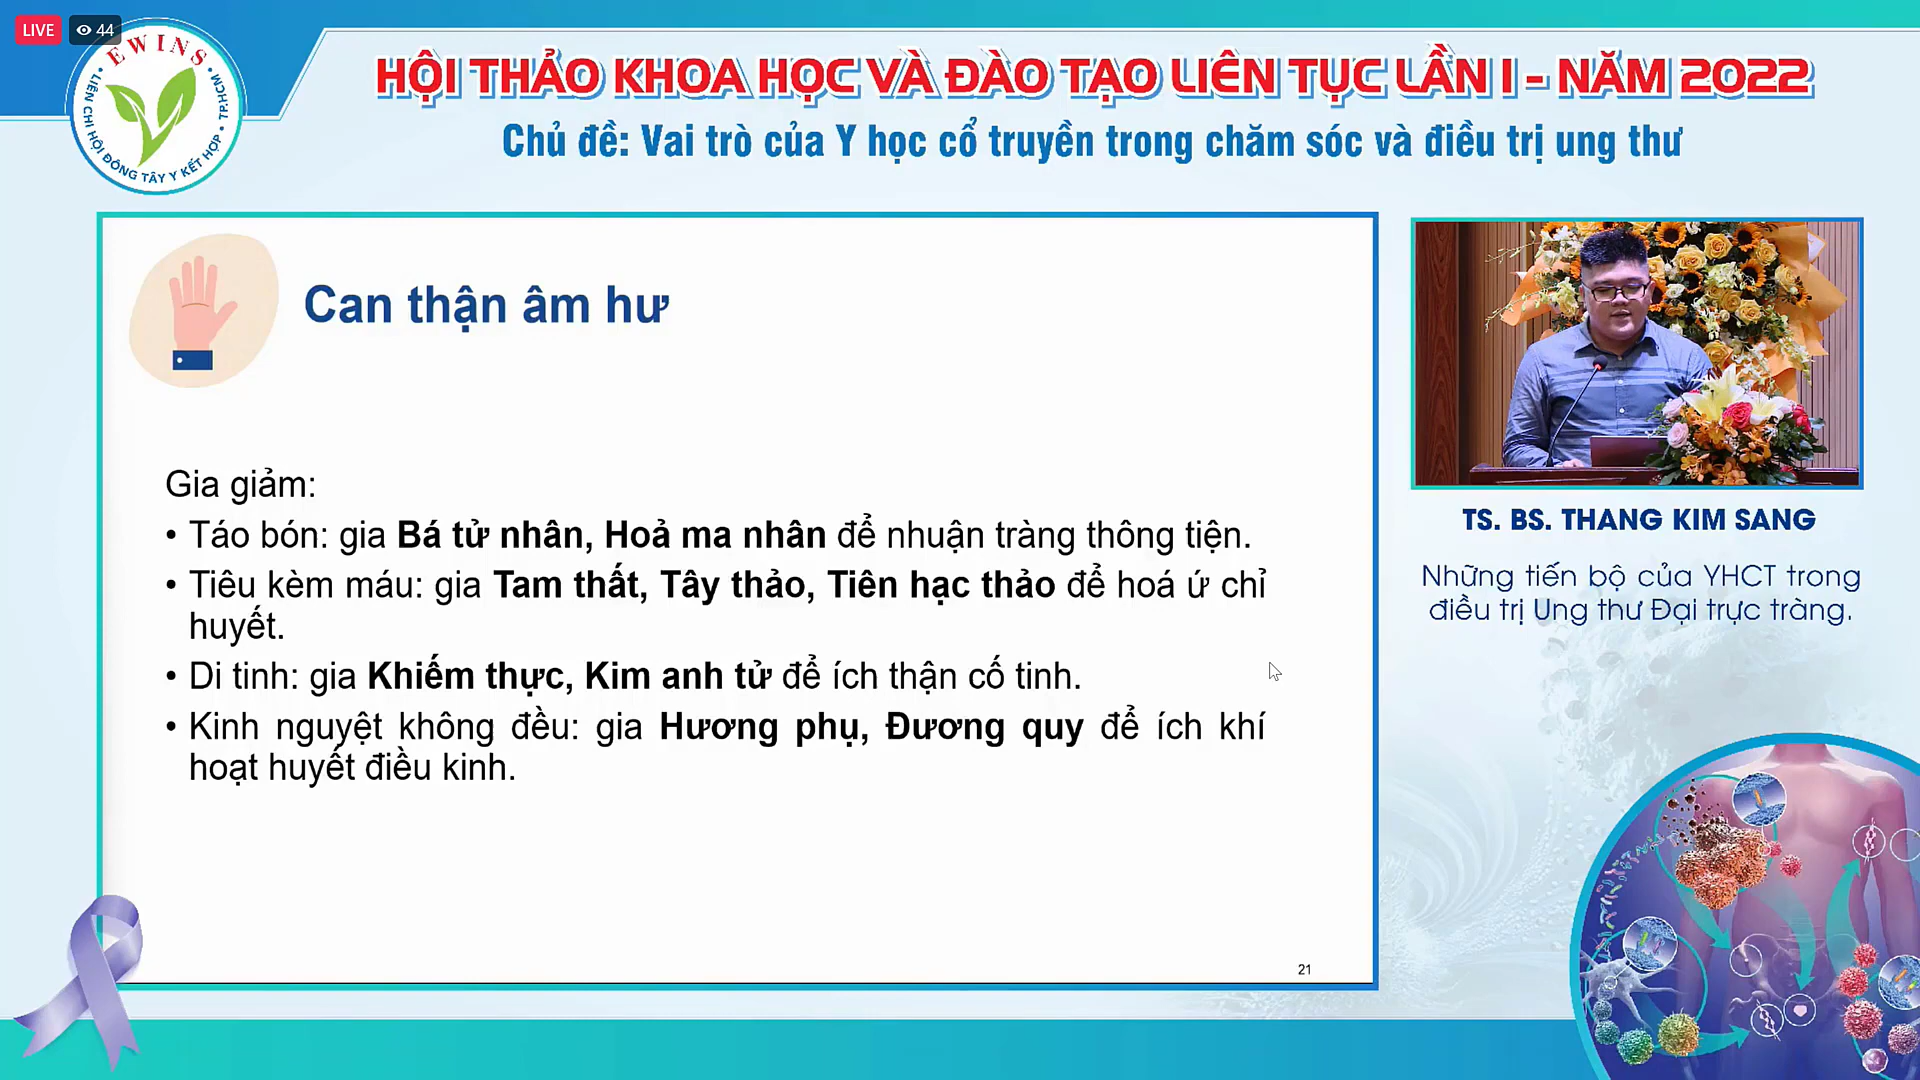 LIVE
44
EWINS
LIÊN CHI HỘI ĐÔNG TÂY Y KẾT HỢP • TP.HCM
HỘI THẢO KHOA HỌC VÀ ĐÀO TẠO LIÊN TỤC LẦN I - NĂM 2022
Chủ đề: Vai trò của Y học cổ truyền trong chăm sóc và điều trị ung thư
Can thận âm hư
Gia giảm:
• Táo bón: gia Bá tử nhân, Hoả ma nhân để nhuận tràng thông tiện.
• Tiêu kèm máu: gia Tam thất, Tây thảo, Tiên hạc thảo để hoá ứ chỉ
huyết.
• Di tinh: gia Khiếm thực, Kim anh tử để ích thận cố tinh.
• Kinh nguyệt không đều: gia Hương phụ, Đương quy để ích khí
hoạt huyết điều kinh.
21
TS. BS. THANG KIM SANG
Những tiến bộ của YHCT trong
điều trị Ung thư Đại trực tràng.